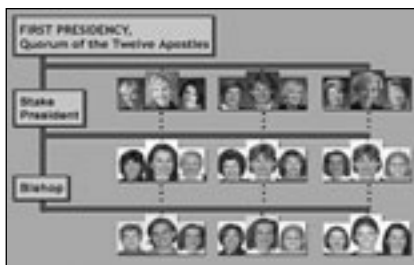 FIRST PRESIDENCY,
Quorum of the Twelve Apostles
Stake
President
Bishop